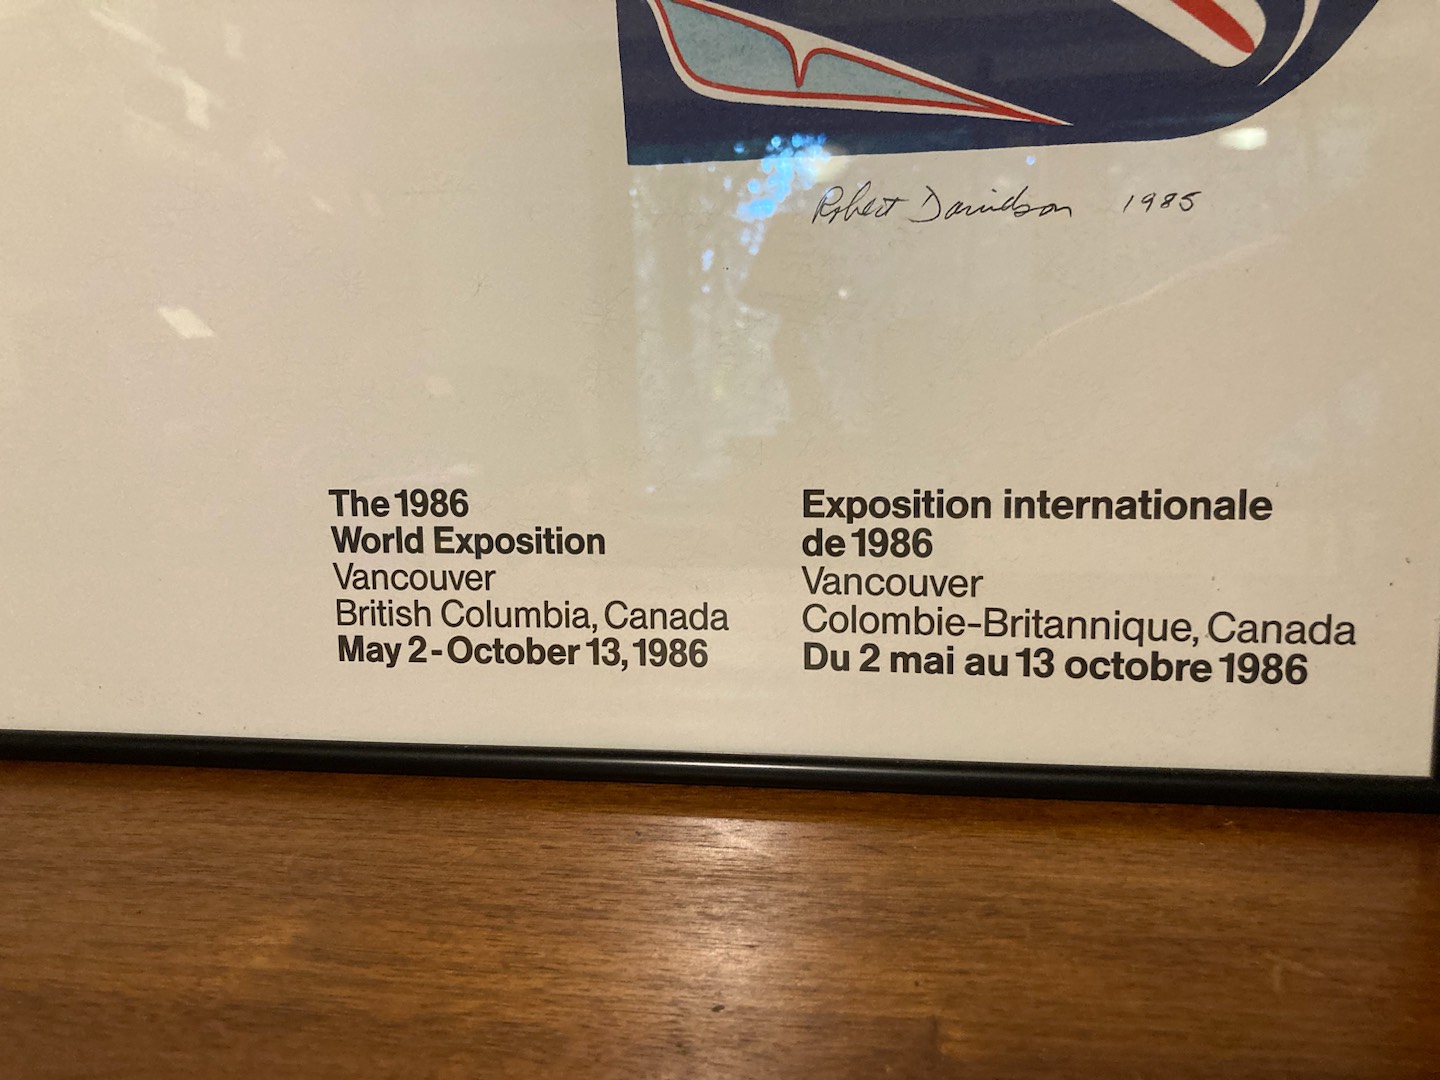 Robert Davidson 1985
The 1986
World Exposition
Vancouver
British Columbia, Canada
May 2-October 13, 1986
Exposition internationale
de 1986
Vancouver
Colombie-Britannique, Canada
Du 2 mai au 13 octobre 1986